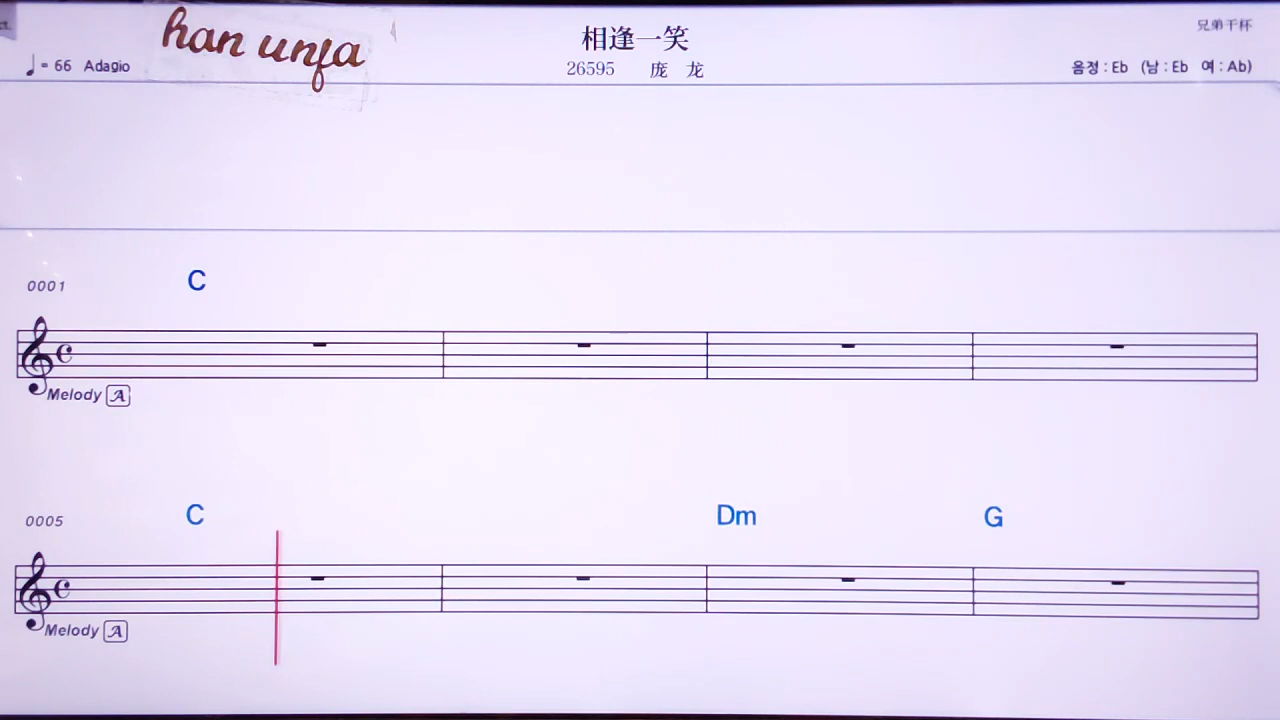 han unfa
相逢一笑
兄弟干杯
♩= 66 Adagio
26595 庞 龙
음정 : Eb (남 : Eb 여 : Ab)
C
0001
Melody A
C Dm G
0005
Melody A